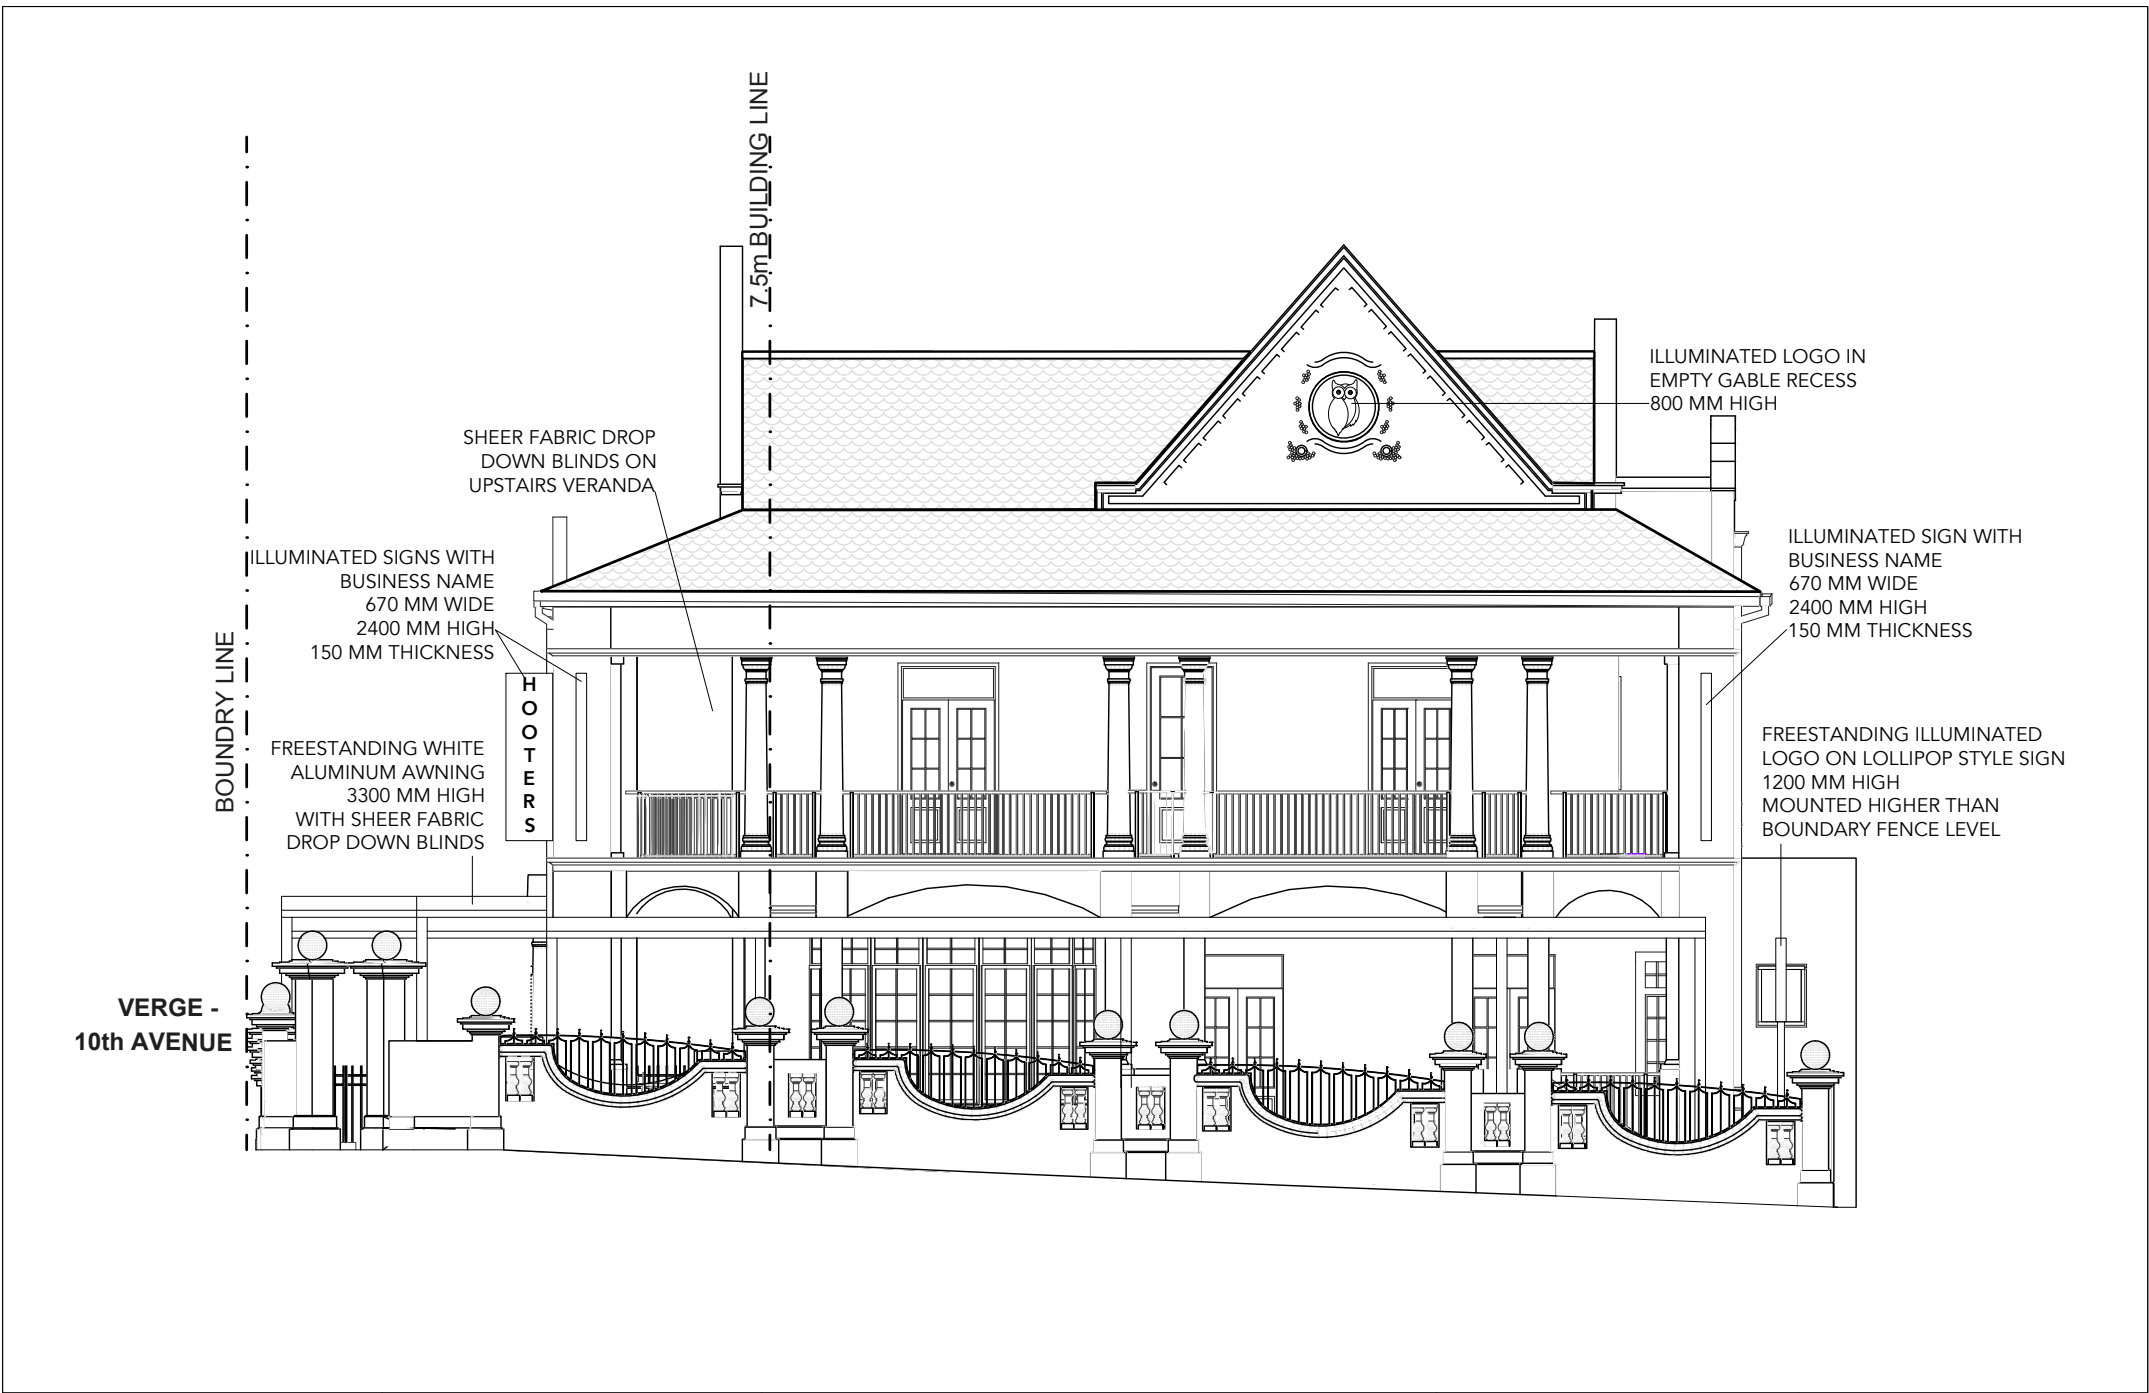 7.5m BUILDING LINE
BOUNDRY LINE
ILLUMINATED LOGO IN
EMPTY GABLE RECESS
800 MM HIGH
SHEER FABRIC DROP
DOWN BLINDS ON
UPSTAIRS VERANDA
ILLUMINATED SIGNS WITH
BUSINESS NAME
670 MM WIDE
2400 MM HIGH
150 MM THICKNESS
ILLUMINATED SIGN WITH
BUSINESS NAME
670 MM WIDE
2400 MM HIGH
150 MM THICKNESS
HOOTERS
FREESTANDING WHITE
ALUMINUM AWNING
3300 MM HIGH
WITH SHEER FABRIC
DROP DOWN BLINDS
FREESTANDING ILLUMINATED
LOGO ON LOLLIPOP STYLE SIGN
1200 MM HIGH
MOUNTED HIGHER THAN
BOUNDARY FENCE LEVEL
VERGE -
10th AVENUE